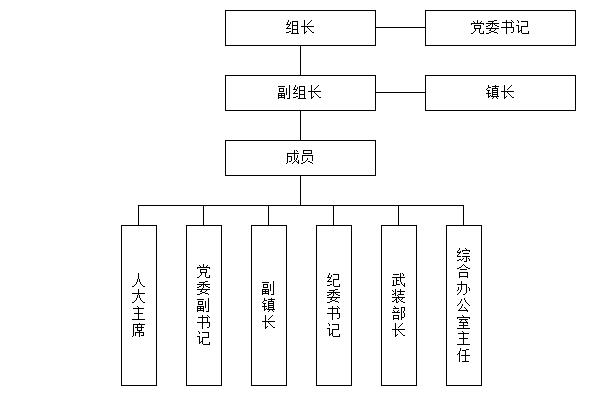 组长
党委书记
副组长
镇长
成员
人大主席
党委副书记
副镇长
纪委书记
武装部长
综合办公室主任